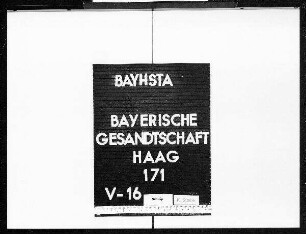 BAYHSTA
BAYERISCHE
GESANDTSCHAFT
HAAG
171
V-16